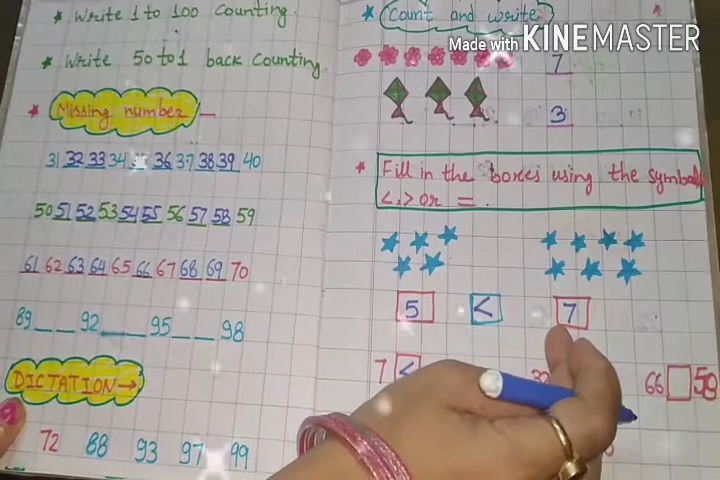 * Write 1 to 100 Counting.
* Write 50 to 1 back Counting.
* Missing number —
31 32 33 34 36 37 38 39 40
50 51 52 53 54 55 56 57 58 59
61 62 63 64 65 66 67 68 69 70
89 _ _ 92 _ _ 95 _ _ 98
DICTATION→
72 88 93 97 99
* Count and write
7
3
* Fill in the boxes using the symbol
<, > or =.
5 < 7
7 <
66 □ 58
Made with KINEMASTER